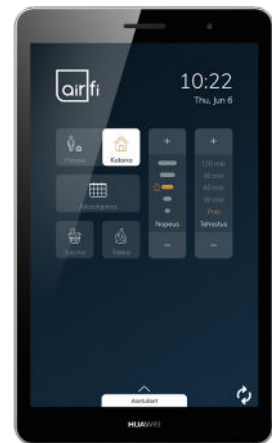 airfi
10:22
Thu, Jun 6
Poissa
Kotona
+
+
120 min
90 min
60 min
30 min
Pois
Aikaohjelma
Nopeus
Tehostus
Sauna
Takka
-
-
Asetukset
HUAWEI